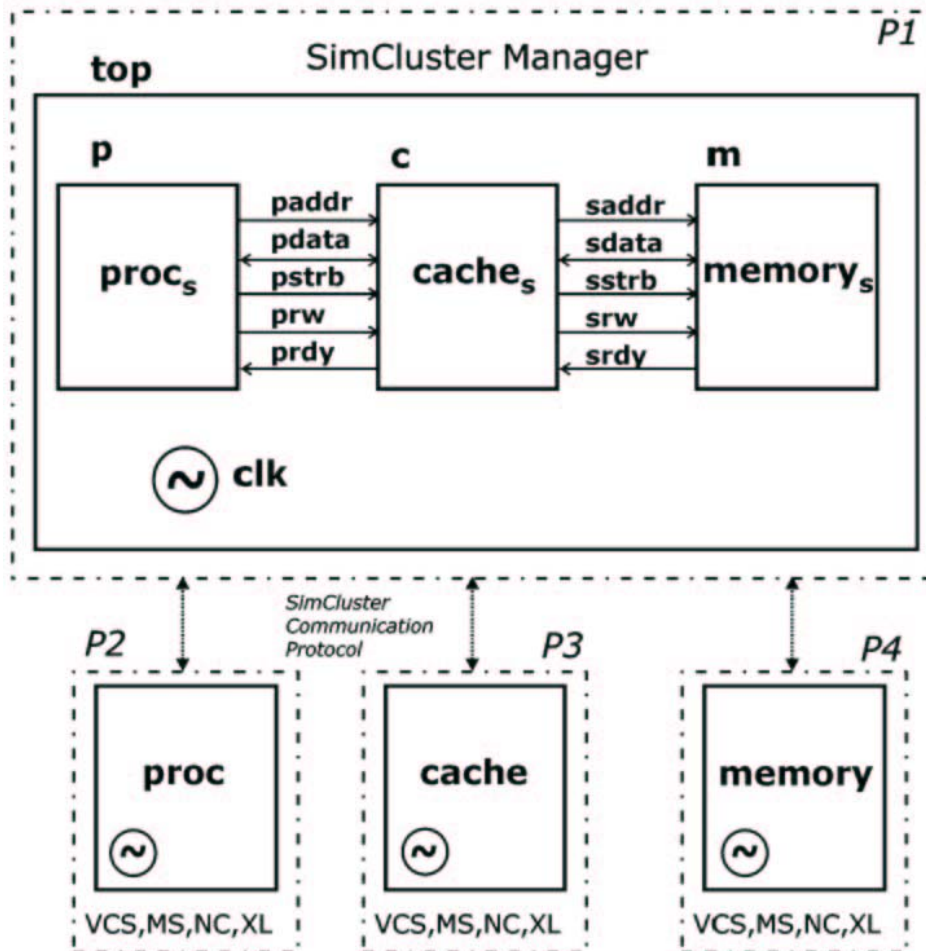 P1
SimCluster Manager
top
p
c
m
paddr
pdata
pstrb
prw
prdy
saddr
sdata
sstrb
srw
srdy
procs
caches
memorys
~ clk
SimCluster
Communication
Protocol
P2
P3
P4
proc
cache
memory
~
~
~
VCS,MS,NC,XL
VCS,MS,NC,XL
VCS,MS,NC,XL